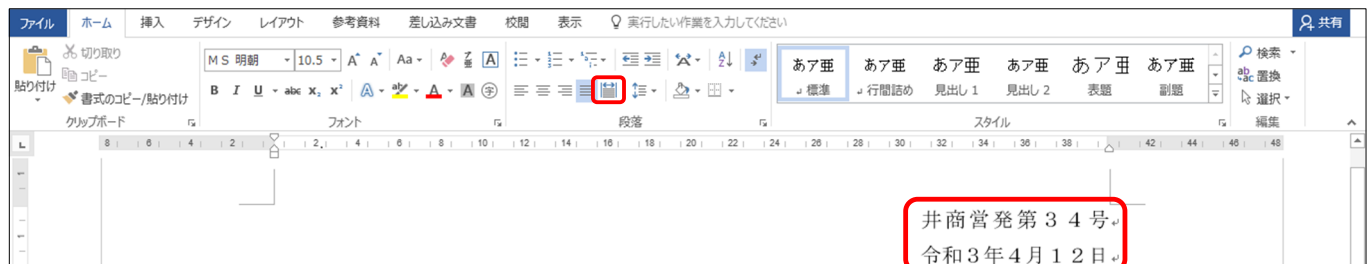 ファイル ホーム 挿入 デザイン レイアウト 参考資料 差し込み文書 校閲 表示 実行したい作業を入力してください 共有
切り取り
コピー
書式のコピー/貼り付け
貼り付け
クリップボード
ＭＳ 明朝 10.5 A A Aa A
B I U abc x₂ x² A aby A A 字
フォント
段落
あア亜 あア亜 あア亜 あア亜 あア亜 あア亜
標準 行間詰め 見出し 1 見出し 2 表題 副題
スタイル
検索
置換
選択
編集
8 6 4 2 2 4 6 8 10 12 14 16 18 20 22 24 26 28 30 32 34 36 38 42 44 46 48
井商営発第３４号
令和３年４月１２日